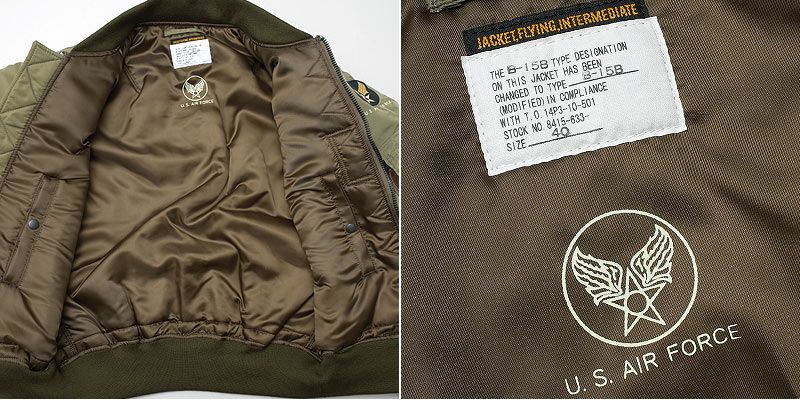 U.S. AIR FORCE
JACKET,FLYING,INTERMEDIATE
THE B-15B TYPE DESIGNATION
ON THIS JACKET HAS BEEN
CHANGED TO TYPE B-15B
(MODIFIED) IN COMPLIANCE
WITH T.O. 14P3-10-501
STOCK NO. 8415-633-
SIZE 40
U. S. AIR FORCE